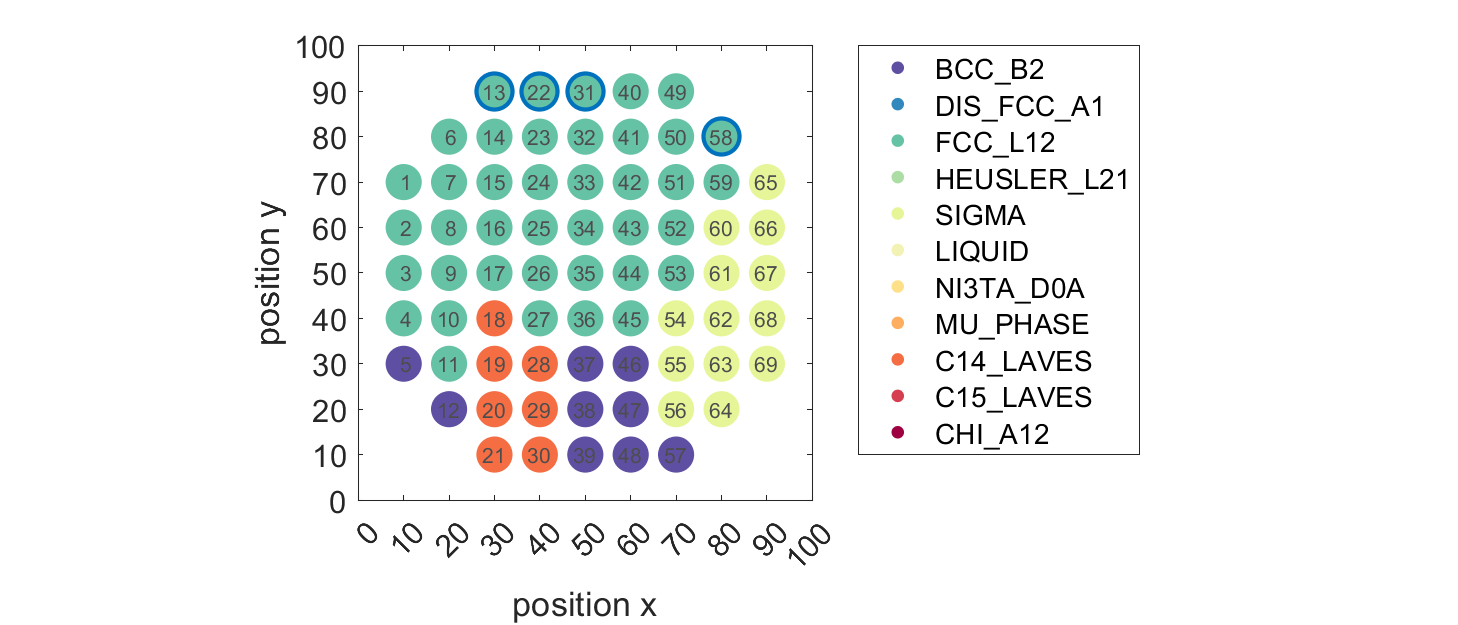 100
90 13 22 31 40 49
80 6 14 23 32 41 50 58
70 1 7 15 24 33 42 51 59 65
60 2 8 16 25 34 43 52 60 66
50 3 9 17 26 35 44 53 61 67
40 4 10 18 27 36 45 54 62 68
30 5 11 19 28 37 46 55 63 69
20 12 20 29 38 47 56 64
10 21 30 39 48 57
0
0 10 20 30 40 50 60 70 80 90 100
position x
position y
BCC_B2
DIS_FCC_A1
FCC_L12
HEUSLER_L21
SIGMA
LIQUID
NI3TA_D0A
MU_PHASE
C14_LAVES
C15_LAVES
CHI_A12